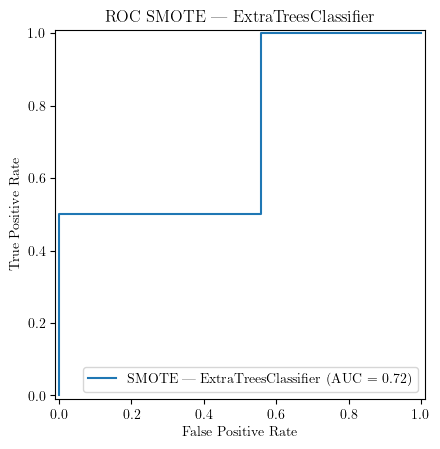 ROC SMOTE — ExtraTreesClassifier
1.0
0.8
0.6
0.4
0.2
0.0
True Positive Rate
SMOTE — ExtraTreesClassifier (AUC = 0.72)
0.0 0.2 0.4 0.6 0.8 1.0
False Positive Rate